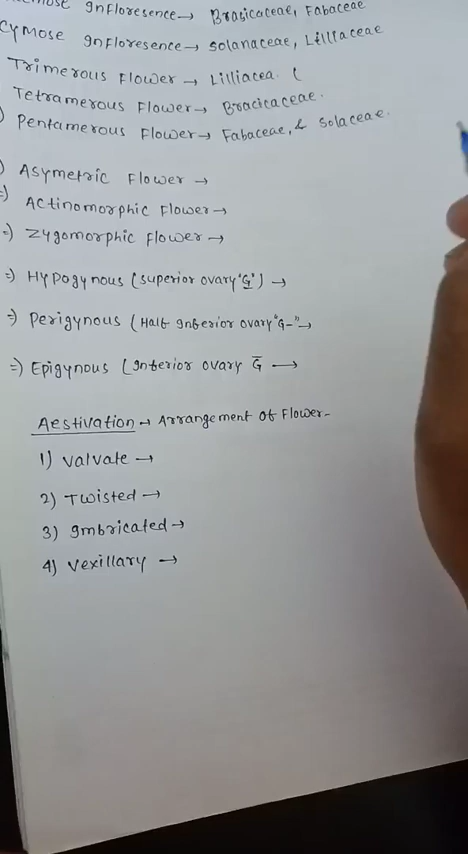 Infloresence → Brasicaceae, Fabaceae
Cymose Infloresence → Solanaceae, Lilliaceae
Trimerous Flower → Lilliacea. (
Tetramerous Flower → Bracicaceae.
Pentamerous Flower → Fabaceae, & Solaceae.
Asymetric Flower →
=) Actinomorphic Flower →
=) Zygomorphic Flower →
=) Hypogynous (superior ovary "G") →
=) Perigynous (Half Inferior ovary "G-" →
=) Epigynous (Inferior ovary G̅ →
Aestivation → Arrangement of Flower -
1) Valvate →
2) Twisted →
3) Imbricated →
4) Vexillary →